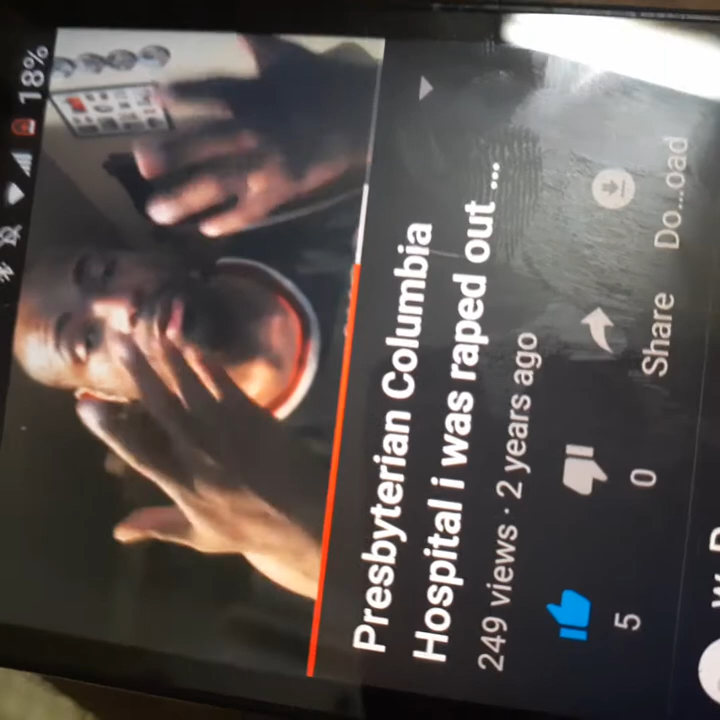 18%
Presbyterian Columbia
Hospital i was raped out ...
249 views · 2 years ago
5
0
Share
Do...oad